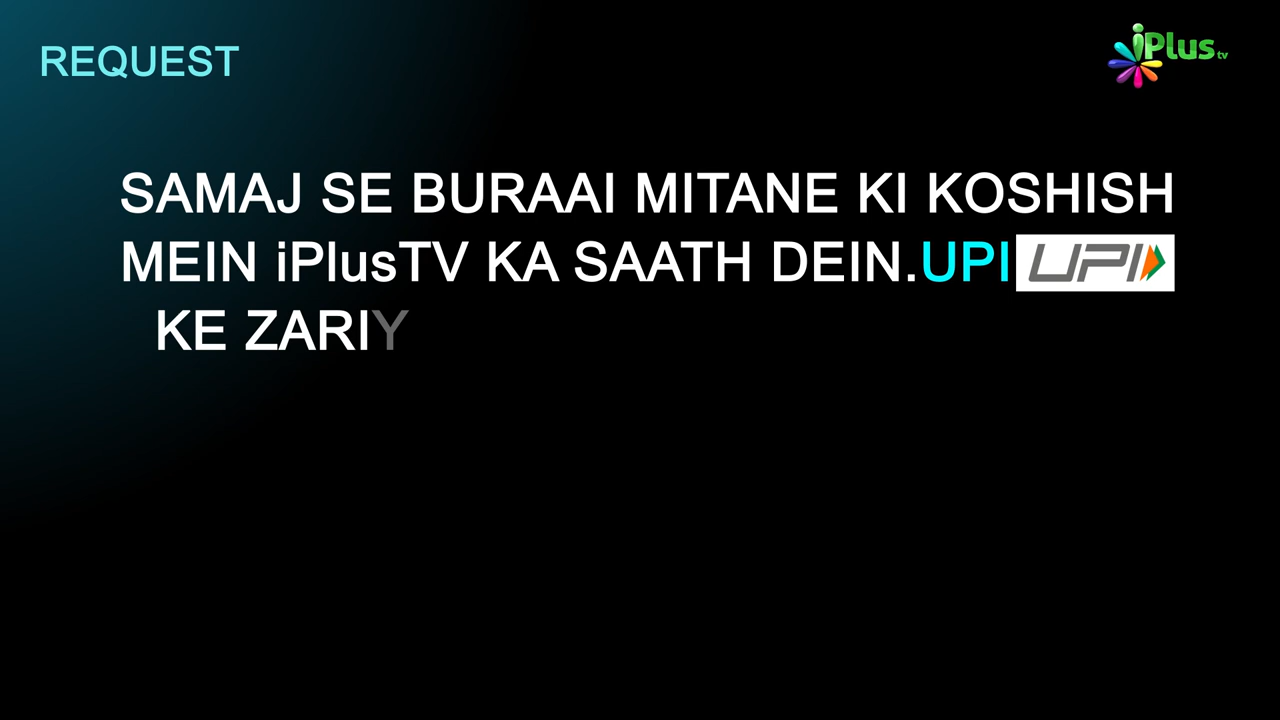 REQUEST
iPlus tv
SAMAJ SE BURAAI MITANE KI KOSHISH
MEIN iPlusTV KA SAATH DEIN.UPI UPI
KE ZARIY